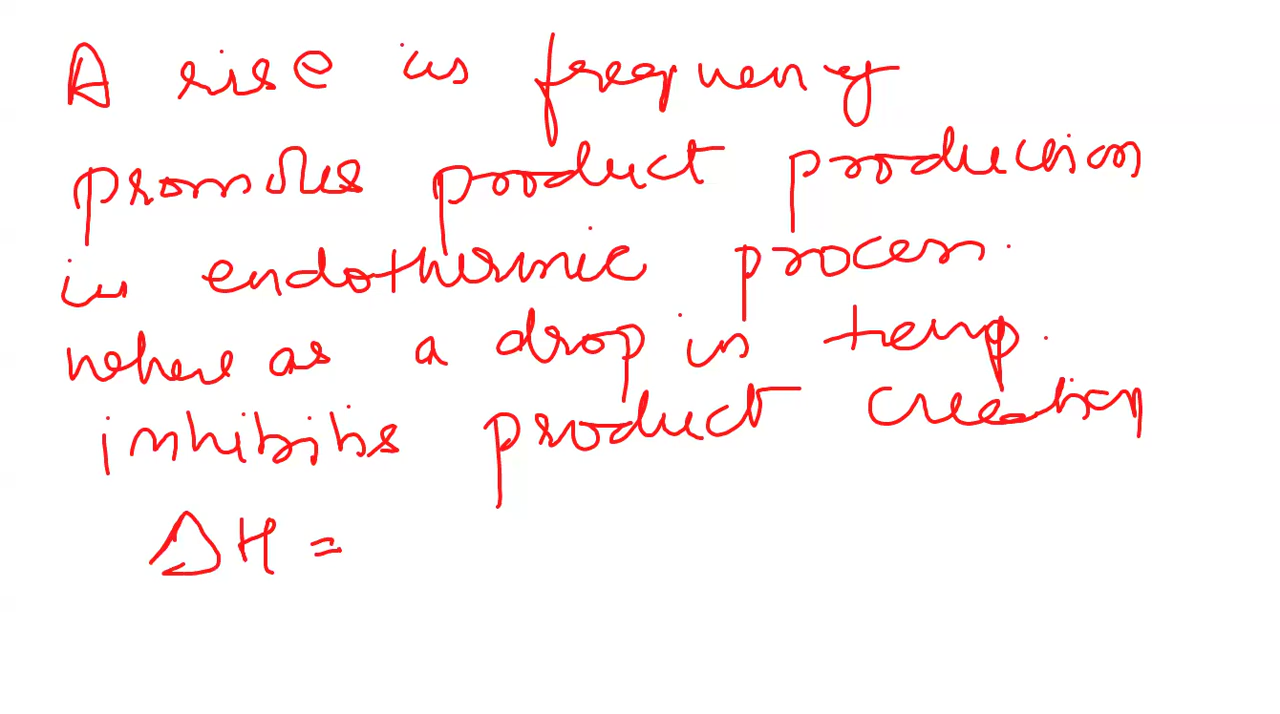 A rise in frequency
promotes product production
in endothermic process.
where as a drop in temp.
inhibits product creation
ΔH =